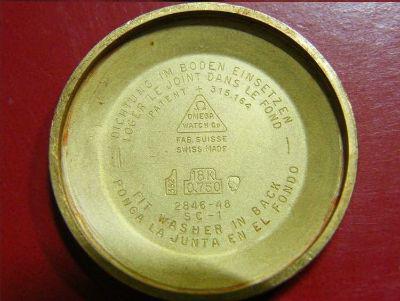 DICHTUNG IM BODEN EINSETZEN
LOGER LE JOINT DANS LE FOND
PATENT + 315.164
Ω
OMEGA
WATCH Co
FAB. SUISSE
SWISS MADE
18K
0.750
2846-48
SC-1
FIT WASHER IN BACK
PONGA LA JUNTA EN EL FONDO